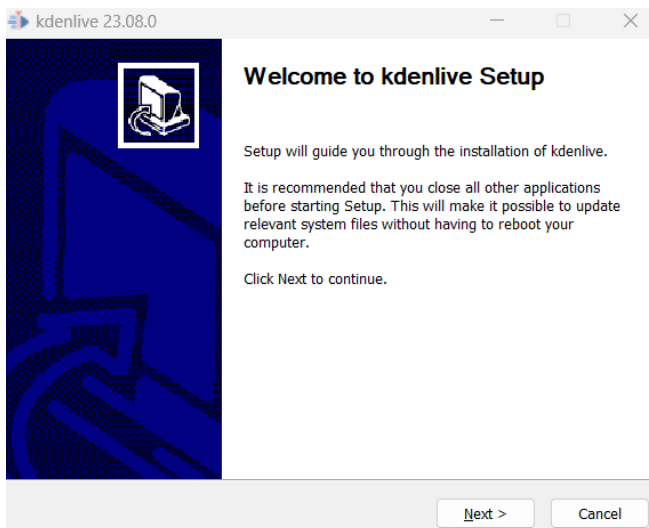 kdenlive 23.08.0
Welcome to kdenlive Setup
Setup will guide you through the installation of kdenlive.
It is recommended that you close all other applications
before starting Setup. This will make it possible to update
relevant system files without having to reboot your
computer.
Click Next to continue.
Next >
Cancel